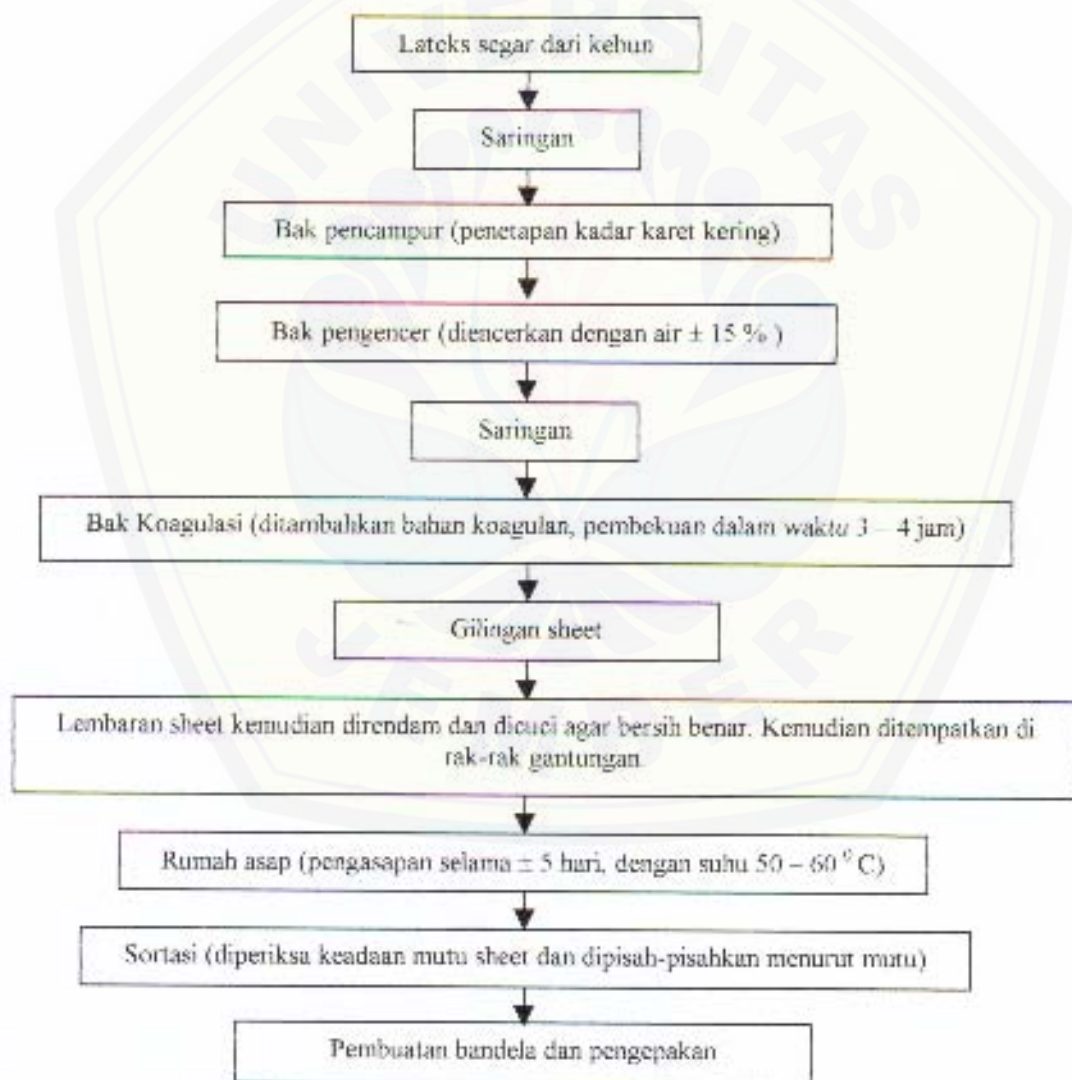 UNIVERSITAS
JEMBER
Lateks segar dari kebun
Saringan
Bak pencampur (penetapan kadar karet kering)
Bak pengencer (diencerkan dengan air ± 15 % )
Saringan
Bak Koagulasi (ditambahkan bahan koagulan, pembekuan dalam waktu 3 – 4 jam)
Gilingan sheet
Lembaran sheet kemudian direndam dan dicuci agar bersih benar. Kemudian ditempatkan di
rak-rak gantungan.
Rumah asap (pengasapan selama ± 5 hari, dengan suhu 50 – 60 ⁰ C)
Sortasi (diperiksa keadaan mutu sheet dan dipisah-pisahkan menurut mutu)
Pembuatan bandela dan pengepakan